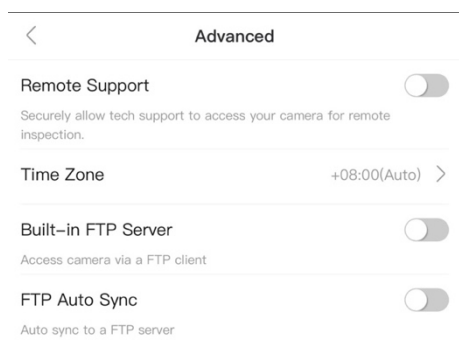 Advanced
Remote Support
Securely allow tech support to access your camera for remote
inspection.
Time Zone +08:00(Auto)
Built-in FTP Server
Access camera via a FTP client
FTP Auto Sync
Auto sync to a FTP server